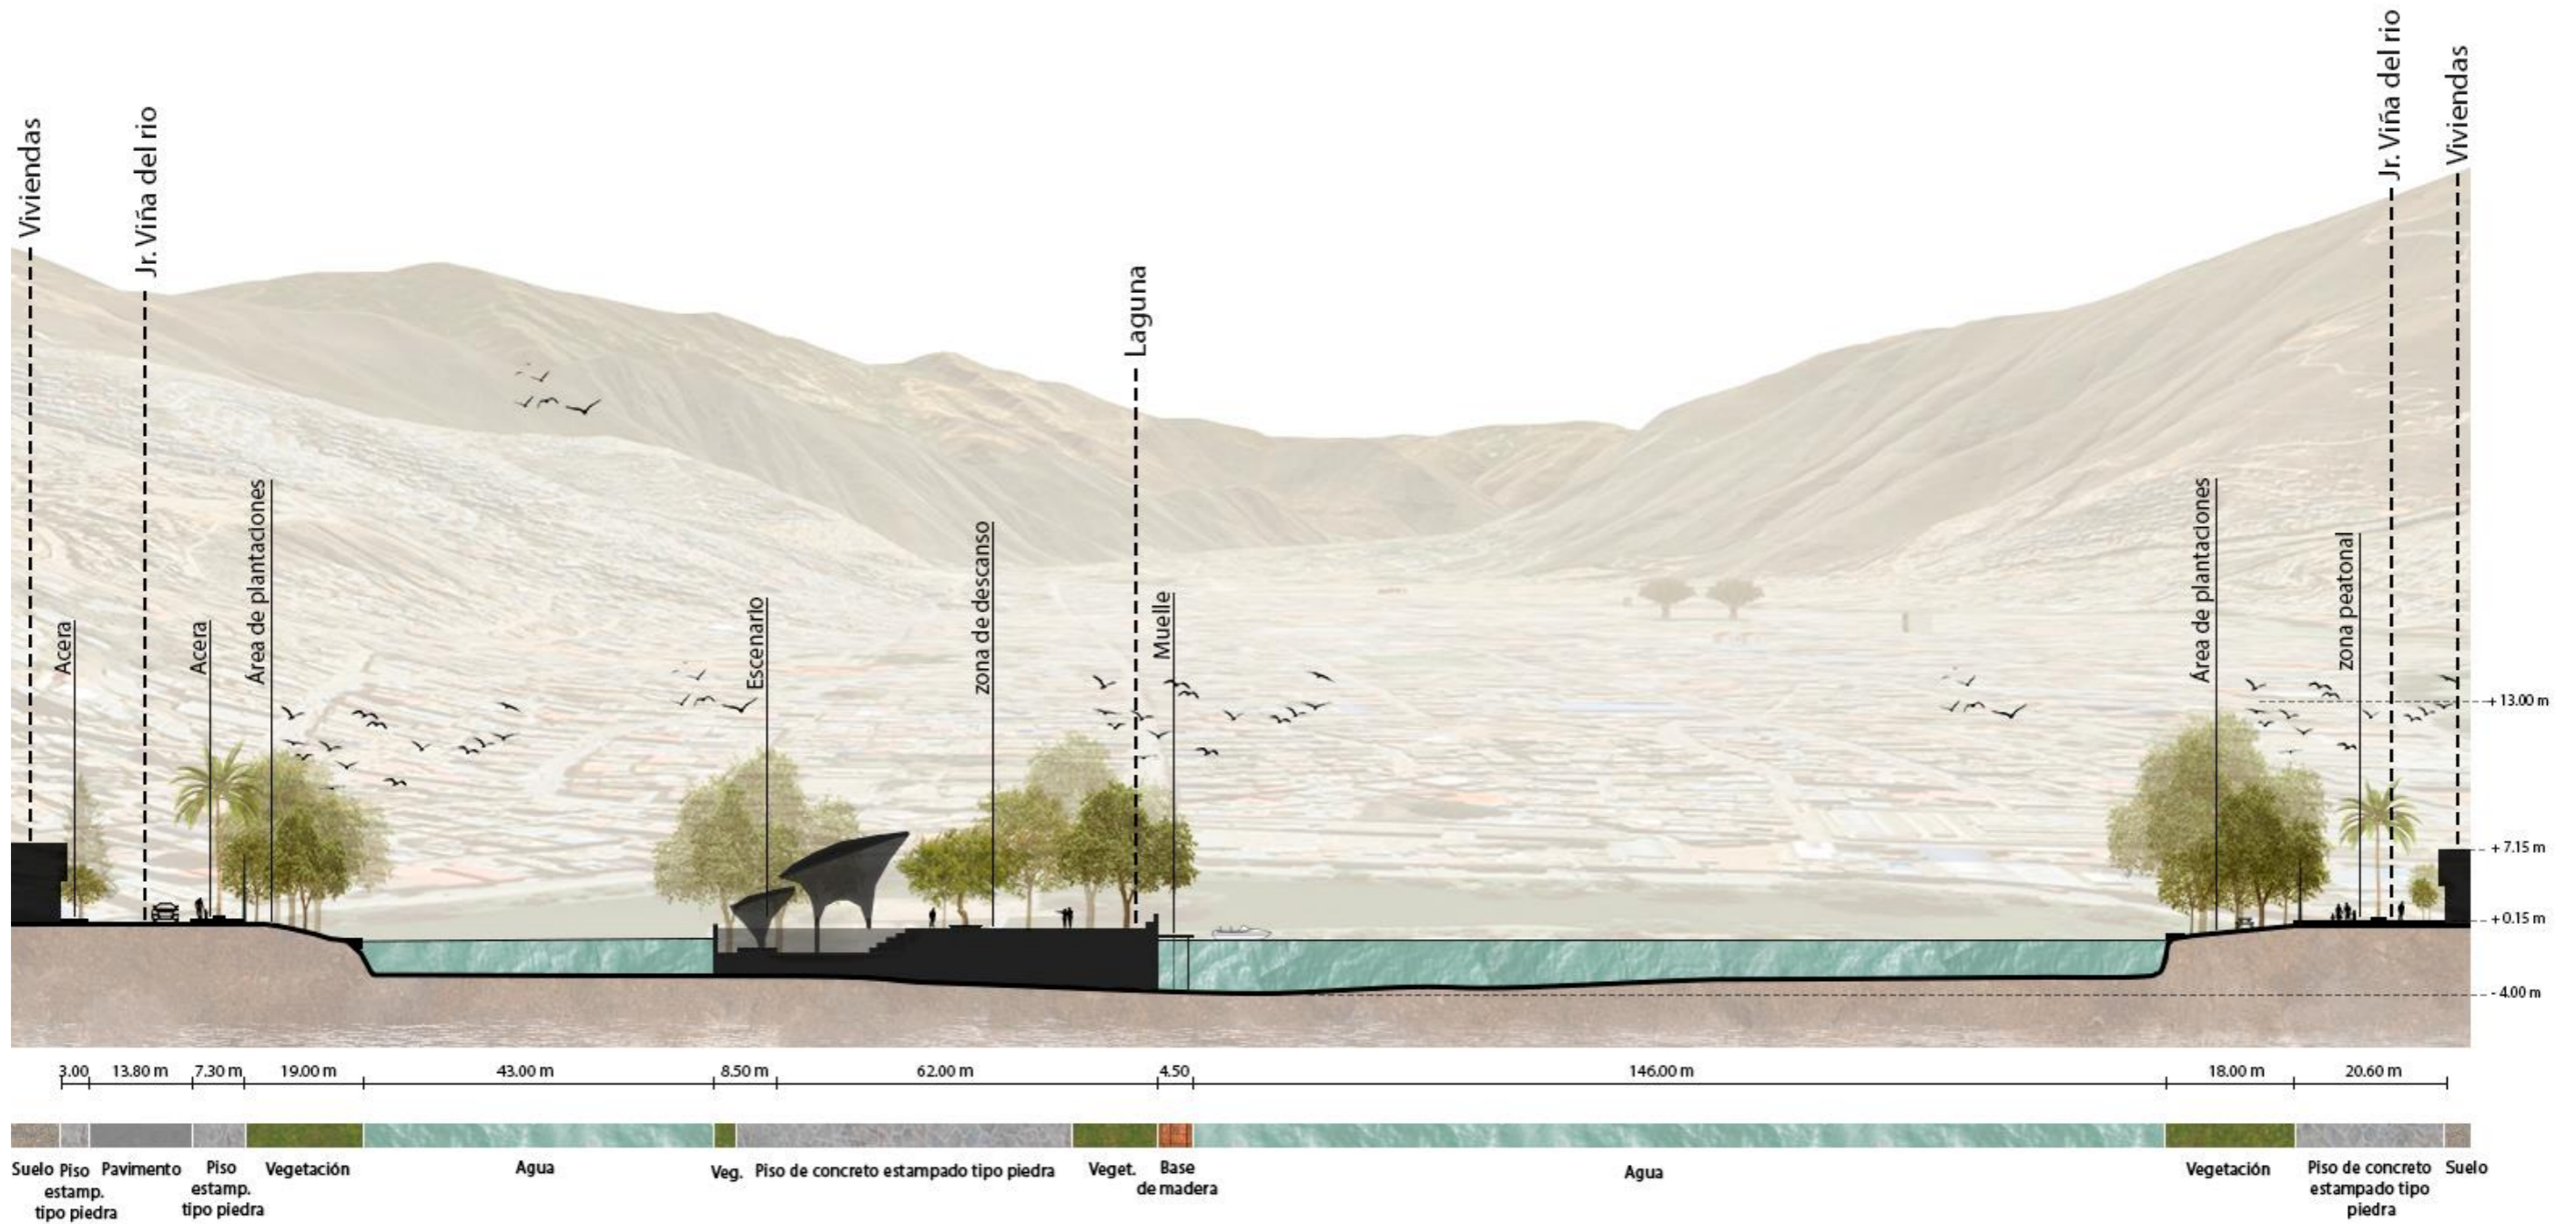 Viviendas
Jr. Viña del rio
Laguna
Jr. Viña del rio
Viviendas
Acera
Acera
Área de plantaciones
Escenario
zona de descanso
Muelle
Área de plantaciones
zona peatonal
+ 13.00 m
+ 7.15 m
+ 0.15 m
- 4.00 m
3.00
13.80 m
7.30 m
19.00 m
43.00 m
8.50 m
62.00 m
4.50
146.00 m
18.00 m
20.60 m
Suelo
Piso
estamp.
tipo piedra
Pavimento
Piso
estamp.
tipo piedra
Vegetación
Agua
Veg.
Piso de concreto estampado tipo piedra
Veget.
Base
de madera
Agua
Vegetación
Piso de concreto
estampado tipo
piedra
Suelo